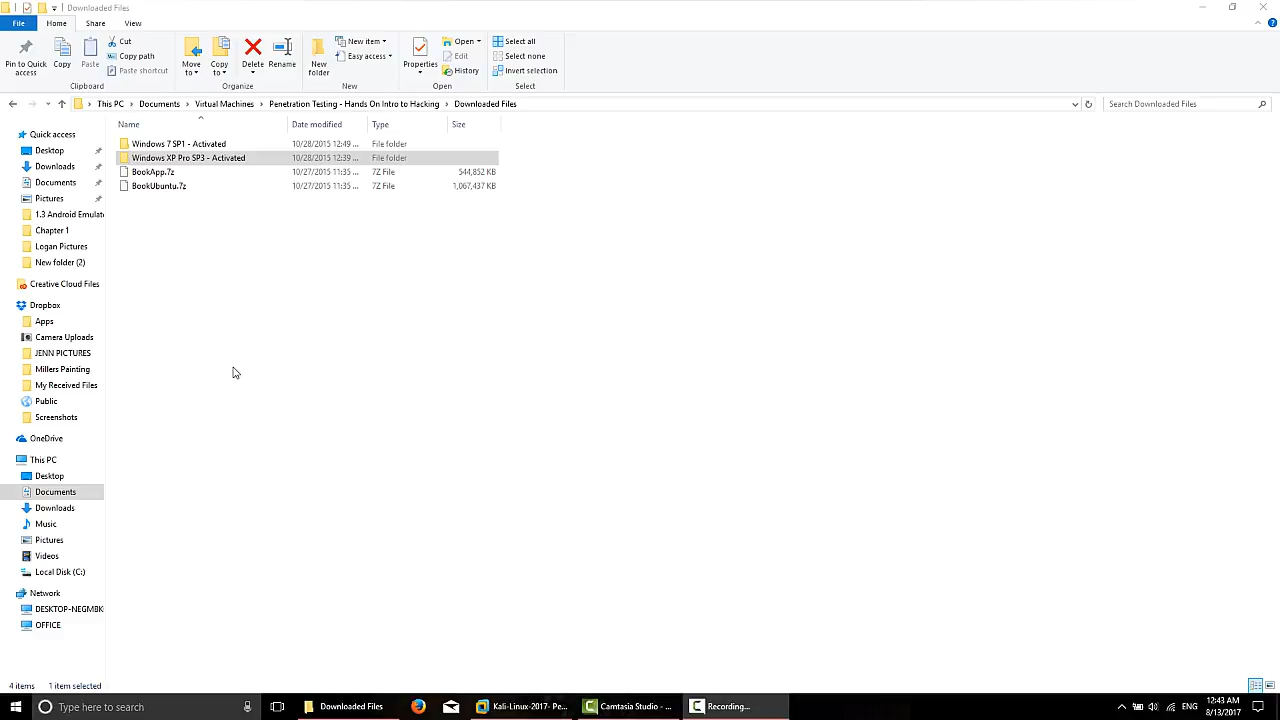 Downloaded Files
File Home Share View
Pin to Quick access
Copy
Paste
Cut
Copy path
Paste shortcut
Clipboard
Move to
Copy to
Delete
Rename
Organize
New folder
New item
Easy access
New
Properties
Open
Edit
History
Open
Select all
Select none
Invert selection
Select
This PC > Documents > Virtual Machines > Penetration Testing - Hands On Intro to Hacking > Downloaded Files
Search Downloaded Files
Name Date modified Type Size
Windows 7 SP1 - Activated 10/28/2015 12:49 ... File folder
Windows XP Pro SP3 - Activated 10/28/2015 12:39 ... File folder
BookApp.7z 10/27/2015 11:35 ... 7Z File 544,852 KB
BookUbuntu.7z 10/27/2015 11:35 ... 7Z File 1,067,437 KB
Quick access
Desktop
Downloads
Documents
Pictures
1.3 Android Emulat
Chapter 1
Logan Pictures
New folder (2)
Creative Cloud Files
Dropbox
Apps
Camera Uploads
JENN PICTURES
Millers Painting
My Received Files
Public
Screenshots
OneDrive
This PC
Desktop
Documents
Downloads
Music
Pictures
Videos
Local Disk (C:)
Network
DESKTOP-NEGMBK
OFFICE
4 items 1 item selected
Type here to search
Downloaded Files
Kali-Linux-2017- Pe...
Camtasia Studio - ...
Recording...
ENG
12:43 AM
8/13/2017